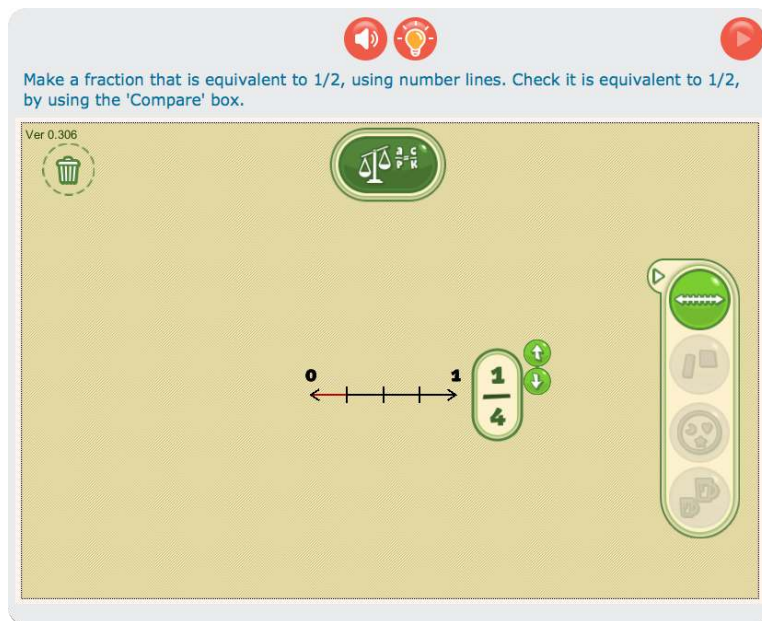 Make a fraction that is equivalent to 1/2, using number lines. Check it is equivalent to 1/2,
by using the 'Compare' box.
Ver 0.306
a c
=
P K
0 1
1
4